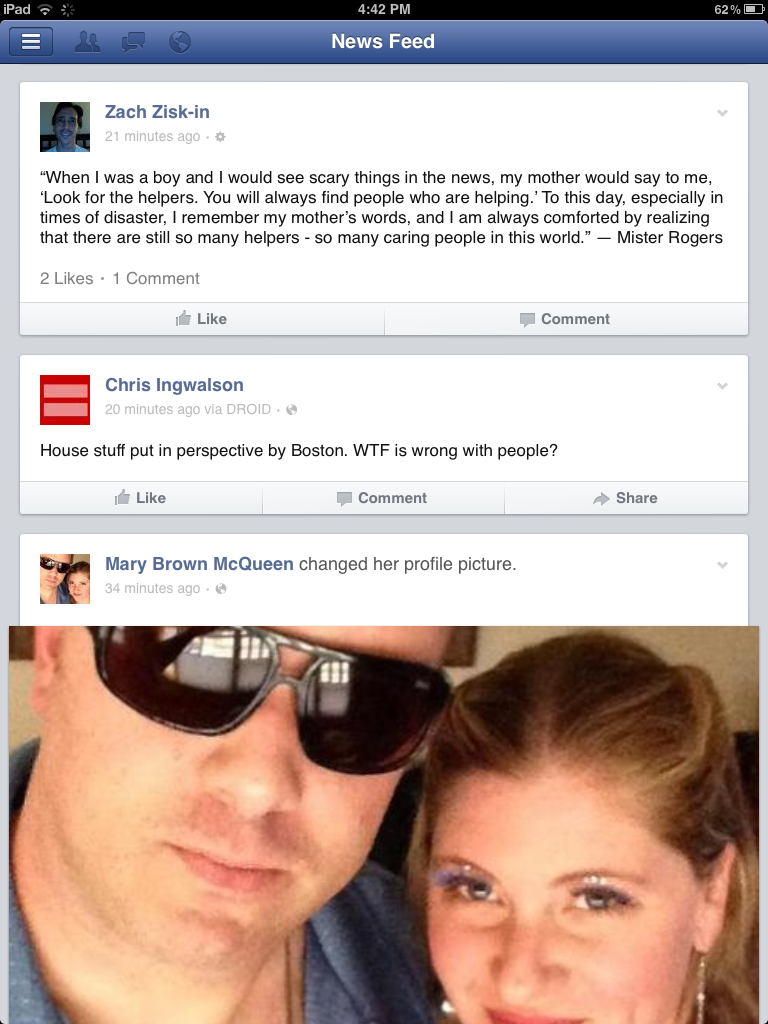 iPad 4:42 PM 62%
News Feed
Zach Zisk-in
21 minutes ago ·
“When I was a boy and I would see scary things in the news, my mother would say to me,
‘Look for the helpers. You will always find people who are helping.’ To this day, especially in
times of disaster, I remember my mother’s words, and I am always comforted by realizing
that there are still so many helpers - so many caring people in this world.” — Mister Rogers
2 Likes · 1 Comment
Like Comment
Chris Ingwalson
20 minutes ago via DROID ·
House stuff put in perspective by Boston. WTF is wrong with people?
Like Comment Share
Mary Brown McQueen changed her profile picture.
34 minutes ago ·